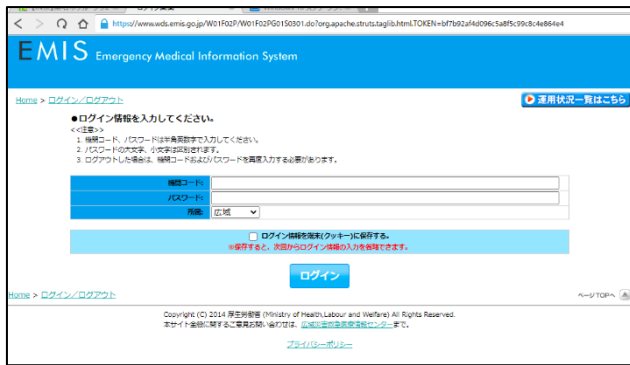 https://www.wds.emis.go.jp/W01F02P/W01F02PG01S0301.do?org.apache.struts.taglib.html.TOKEN=bf7b92af4d096c5a8f5c99c8c4e864e4
EMIS Emergency Medical Information System
Home > ログイン／ログアウト
運用状況一覧はこちら
●ログイン情報を入力してください。
<<注意>>
1. 機関コード、パスワードは半角英数字で入力してください。
2. パスワードの大文字、小文字は区別されます。
3. ログアウトした場合は、機関コードおよびパスワードを再度入力する必要があります。
機関コード:
パスワード:
所属: 広域
ログイン情報を端末(クッキー)に保存する。
※保存すると、次回からログイン情報の入力を省略できます。
ログイン
Home > ログイン／ログアウト
ページTOPへ
Copyright (C) 2014 厚生労働省 (Ministry of Health,Labour and Welfare) All Rights Reserved.
本サイト全般に関するご意見お問い合わせは、広域災害救急医療情報センターまで。
プライバシーポリシー